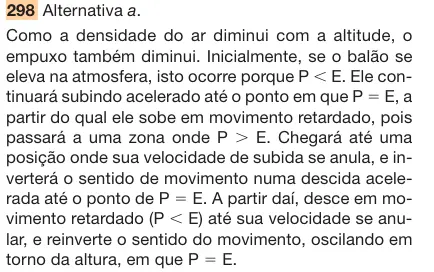 298 Alternativa a.
Como a densidade do ar diminui com a altitude, o
empuxo também diminui. Inicialmente, se o balão se
eleva na atmosfera, isto ocorre porque P < E. Ele con-
tinuará subindo acelerado até o ponto em que P = E, a
partir do qual ele sobe em movimento retardado, pois
passará a uma zona onde P > E. Chegará até uma
posição onde sua velocidade de subida se anula, e in-
verterá o sentido de movimento numa descida acele-
rada até o ponto de P = E. A partir daí, desce em mo-
vimento retardado (P < E) até sua velocidade se anu-
lar, e reinverte o sentido do movimento, oscilando em
torno da altura, em que P = E.